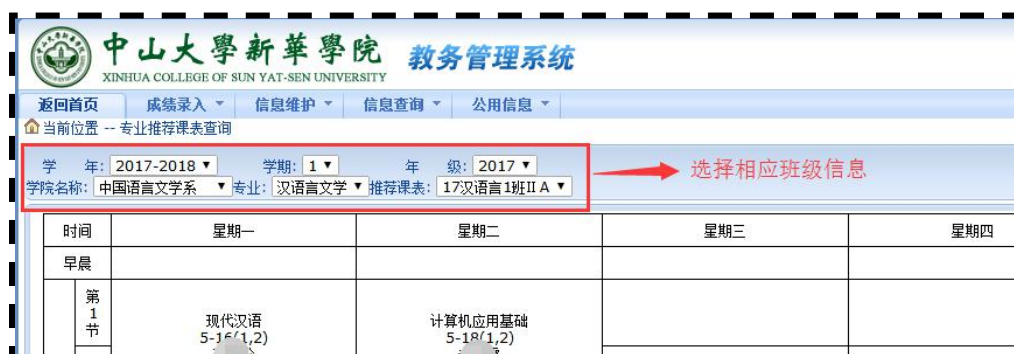 中山大學新華學院 教务管理系统
XINHUA COLLEGE OF SUN YAT-SEN UNIVERSITY
返回首页 成绩录入 信息维护 信息查询 公用信息
当前位置 -- 专业推荐课表查询
学 年: 2017-2018 学期: 1 年 级: 2017
学院名称: 中国语言文学系 专业: 汉语言文学 推荐课表: 17汉语言1班II A
选择相应班级信息
时间 星期一 星期二 星期三 星期四
早晨
第1节
现代汉语 计算机应用基础
5-16(1,2) 5-18(1,2)